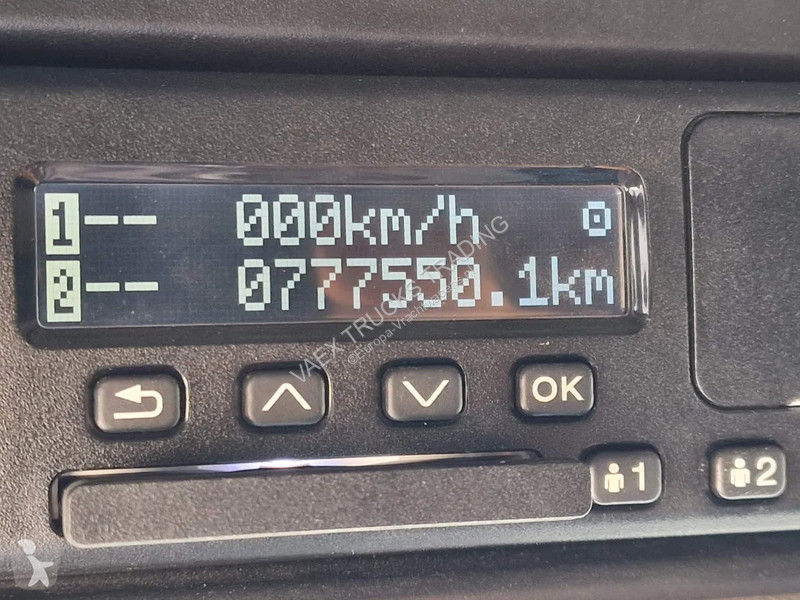 1-- 000km/h
2-- 0777550.1km
VAEX TRUCKS TRADING
OK
1
2